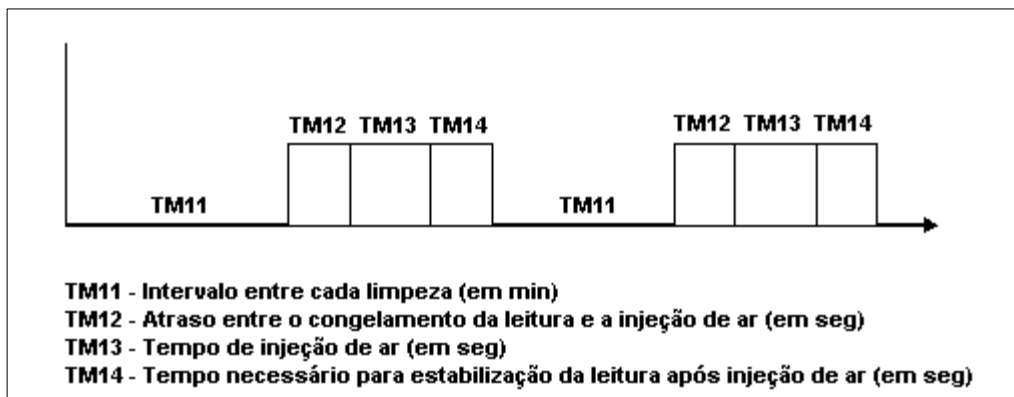 TM12 TM13 TM14 TM12 TM13 TM14
TM11 TM11
TM11 - Intervalo entre cada limpeza (em min)
TM12 - Atraso entre o congelamento da leitura e a injeção de ar (em seg)
TM13 - Tempo de injeção de ar (em seg)
TM14 - Tempo necessário para estabilização da leitura após injeção de ar (em seg)